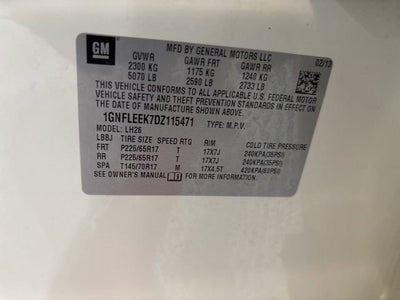 GM
MFD BY GENERAL MOTORS LLC
02/13
GVWR GAWR FRT GAWR RR
2300 KG 1175 KG 1240 KG
5070 LB 2590 LB 2733 LB
THIS VEHICLE CONFORMS TO ALL APPLICABLE U.S. FEDERAL MOTOR
VEHICLE SAFETY, BUMPER, AND THEFT PREVENTION STANDARDS IN EFFECT ON
THE DATE OF MANUFACTURE SHOWN ABOVE.
1GNFLEEK7DZ115471 TYPE: M.P.V.
MODEL: LH26
LBBJ TIRE SIZE SPEED RTG RIM COLD TIRE PRESSURE
FRT P225/65R17 T 17X7J 240KPA(35PSI)
RR P225/65R17 T 17X7J 240KPA(35PSI)
SPA T145/70R17 M 17X4.5T 420KPA(60PSI)
SEE OWNER'S MANUAL FOR ADDITIONAL INFORMATION.